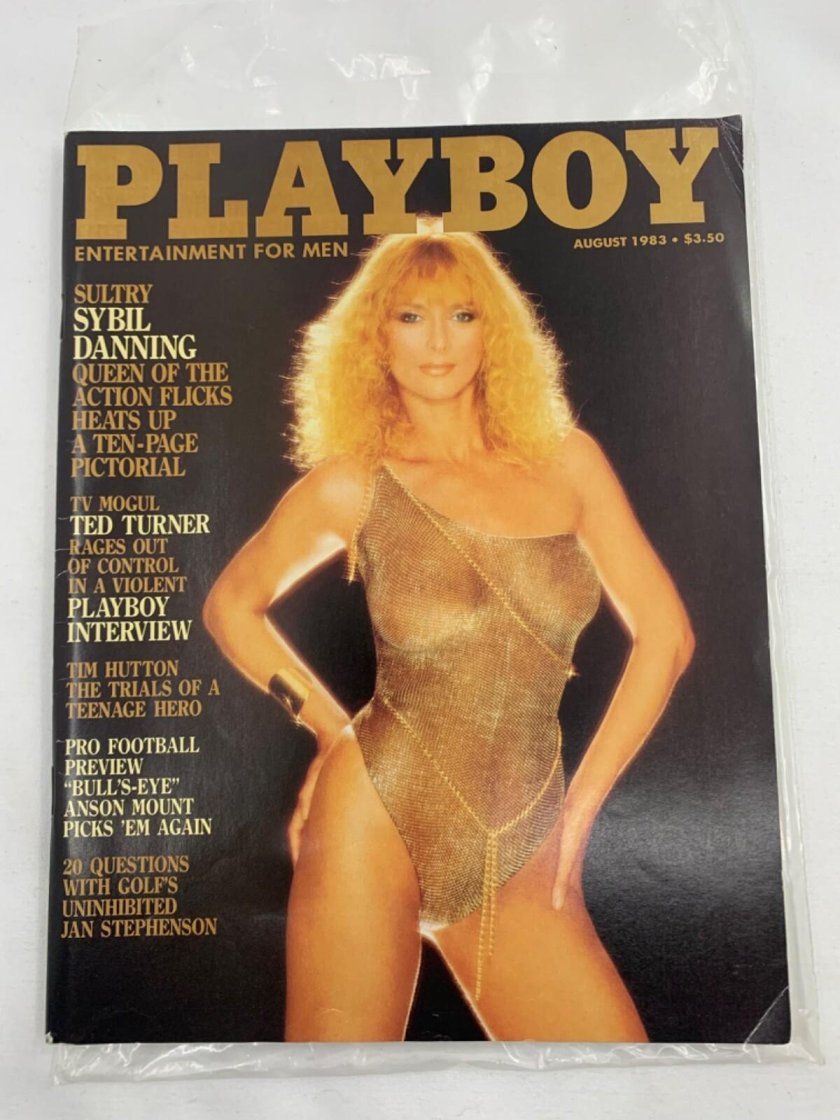 PLAYBOY
ENTERTAINMENT FOR MEN
AUGUST 1983 • $3.50
SULTRY
SYBIL
DANNING
QUEEN OF THE
ACTION FLICKS
HEATS UP
A TEN-PAGE
PICTORIAL
TV MOGUL
TED TURNER
RAGES OUT
OF CONTROL
IN A VIOLENT
PLAYBOY
INTERVIEW
TIM HUTTON
THE TRIALS OF A
TEENAGE HERO
PRO FOOTBALL
PREVIEW
“BULL’S-EYE”
ANSON MOUNT
PICKS ’EM AGAIN
20 QUESTIONS
WITH GOLF’S
UNINHIBITED
JAN STEPHENSON